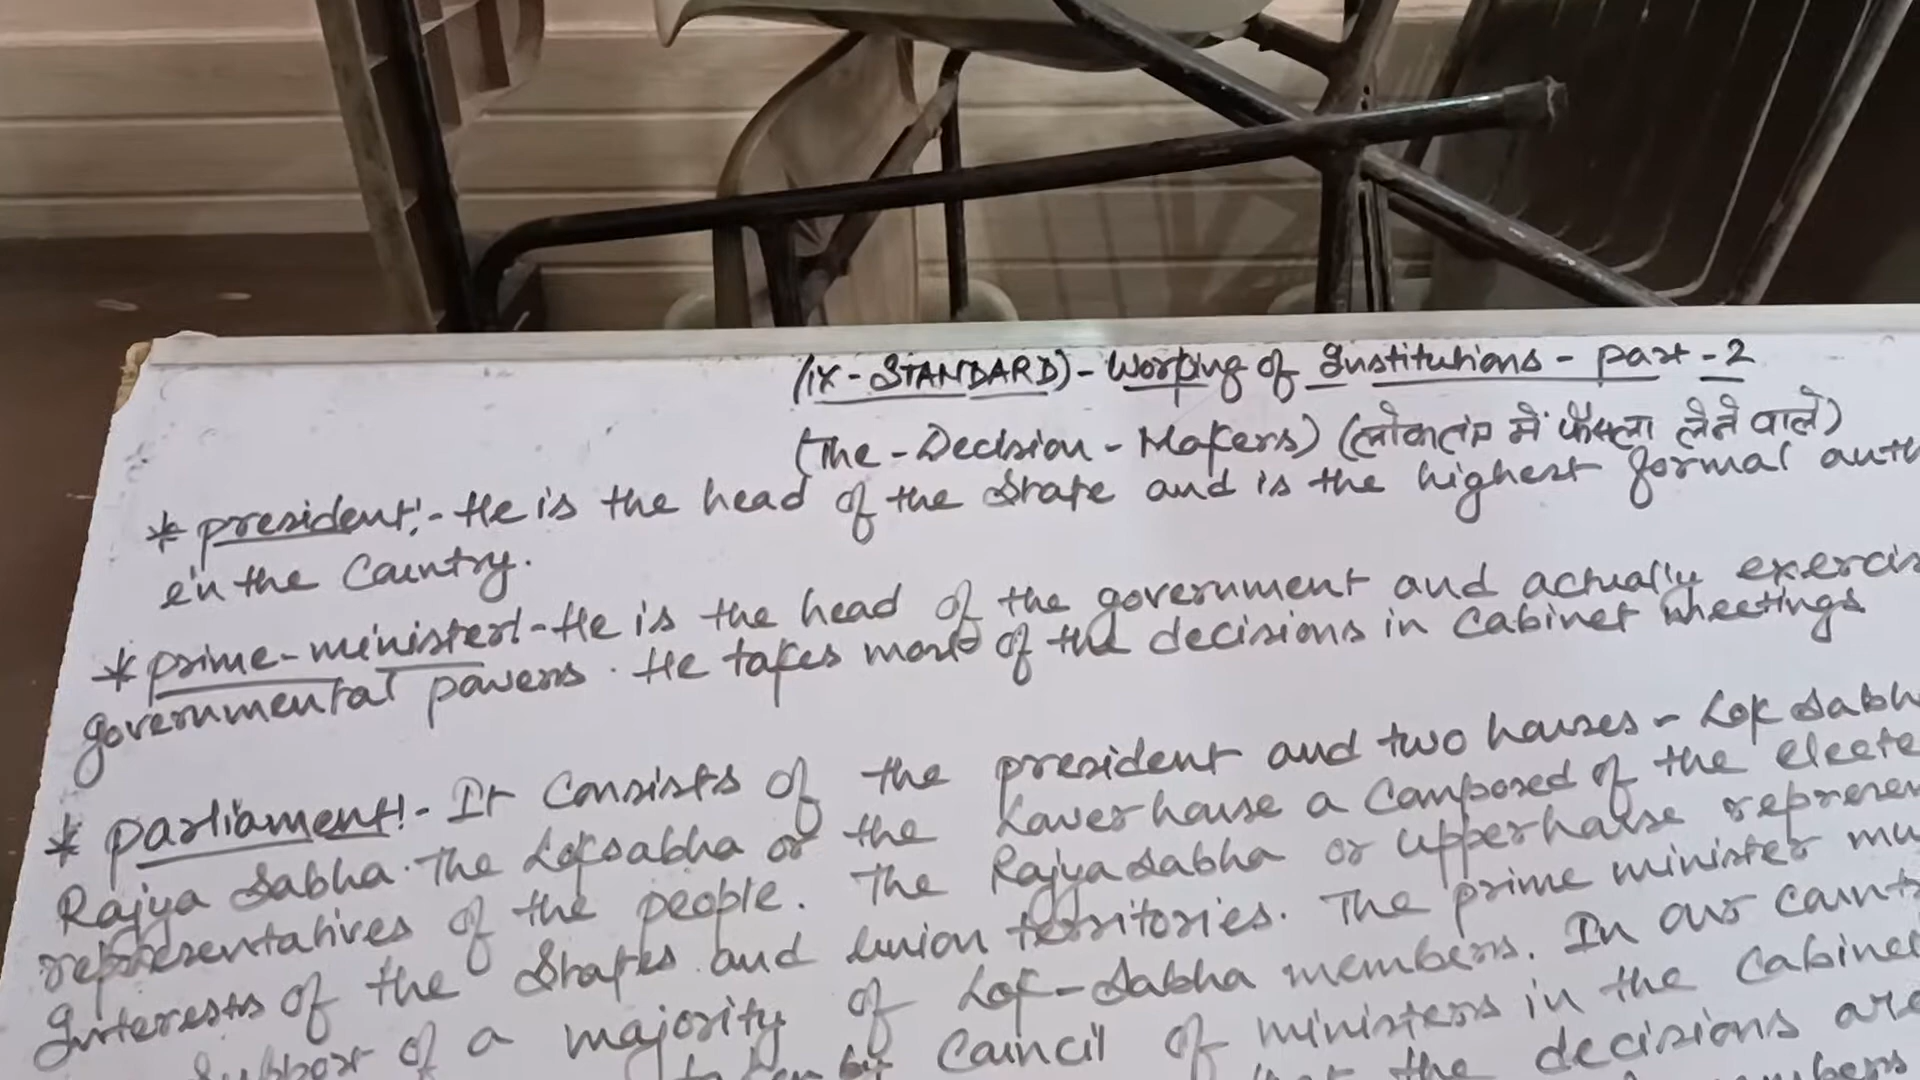 (IX-STANDARD)-Working of Institutions-part-2
(The-Decision-Makers) (लोकतंत्र में फैसला लेने वाले)
* president:- He is the head of the State and is the highest formal auth
in the Country.
* prime-minister:- He is the head of the government and actually exercis
governmental powers. He takes most of the decisions in Cabinet meetings
* parliament:- It Consists of the president and two houses - Lok Sabh
Rajya Sabha. The Loksabha or the Lower house a Composed of the electe
representatives of the people. The Rajya Sabha or upperhouse represen
Interests of the States and union territories. The prime minister mu
Support of a majority of Lok-Sabha members. In our Count
by Council of ministers in the Cabine
the decisions are